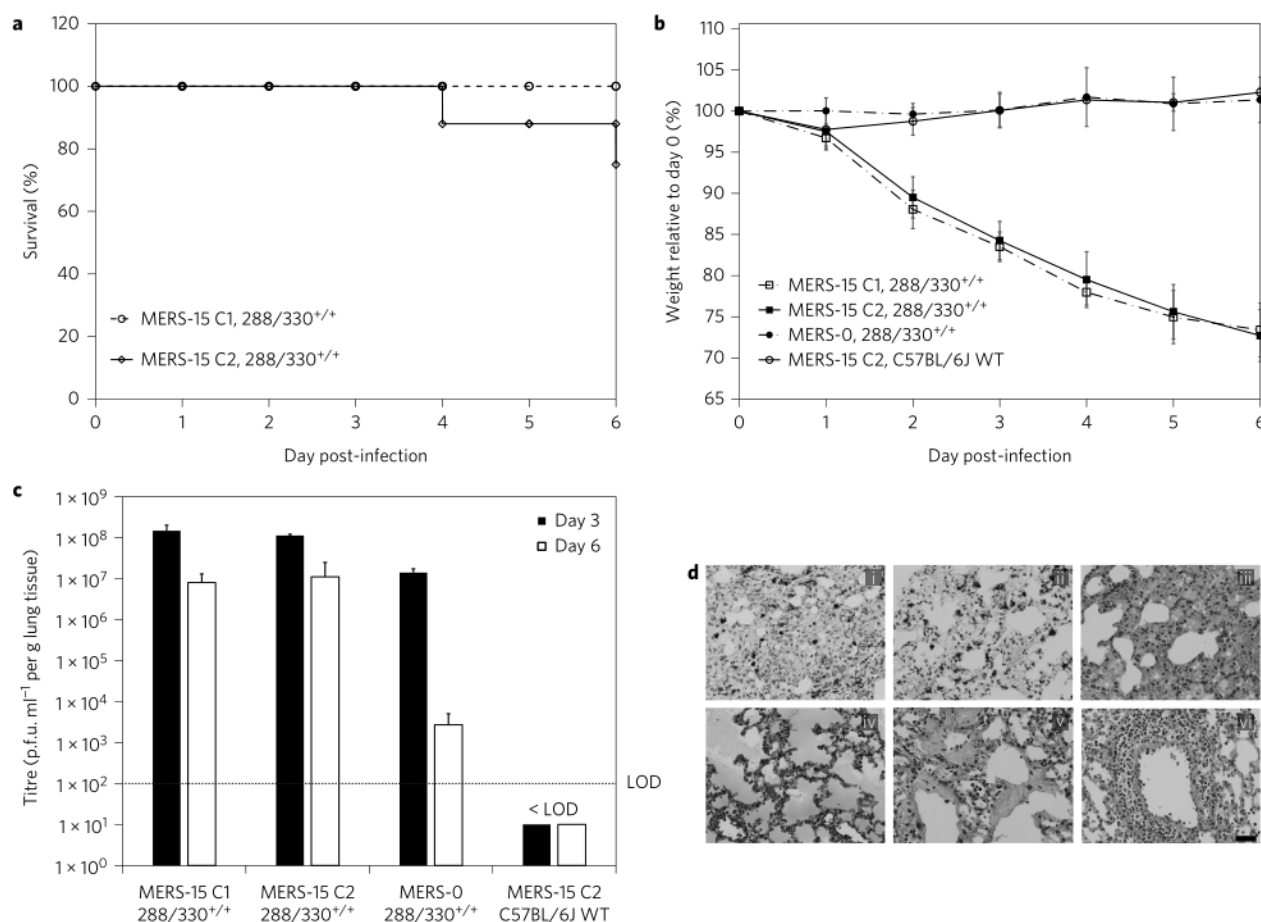 a
120
100
80
60
40
20
0
Survival (%)
MERS-15 C1, 288/330+/+
MERS-15 C2, 288/330+/+
0 1 2 3 4 5 6
Day post-infection
b
110
105
100
95
90
85
80
75
70
65
Weight relative to day 0 (%)
MERS-15 C1, 288/330+/+
MERS-15 C2, 288/330+/+
MERS-0, 288/330+/+
MERS-15 C2, C57BL/6J WT
0 1 2 3 4 5 6
Day post-infection
c
1 × 10⁹
1 × 10⁸
1 × 10⁷
1 × 10⁶
1 × 10⁵
1 × 10⁴
1 × 10³
1 × 10²
1 × 10¹
1 × 10⁰
Titre (p.f.u. ml⁻¹ per g lung tissue)
Day 3
Day 6
LOD
< LOD
MERS-15 C1 MERS-15 C2 MERS-0 MERS-15 C2
288/330+/+ 288/330+/+ 288/330+/+ C57BL/6J WT
d
i ii iii
iv v vi